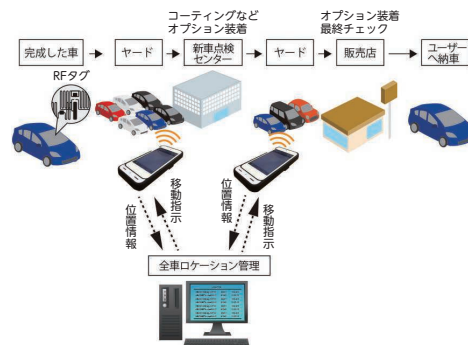 コーティングなど
オプション装着
オプション装着
最終チェック
完成した車
ヤード
新車点検
センター
ヤード
販売店
ユーザー
へ納車
RFタグ
位置情報
移動指示
位置情報
移動指示
全車ロケーション管理